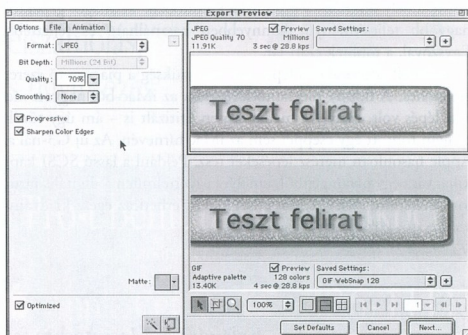 Export Preview
Options File Animation
Format: JPEG
Bit Depth: Millions (24 Bit)
Quality: 70%
Smoothing: None
Progressive
Sharpen Color Edges
Matte:
Optimized
JPEG Preview Saved Settings:
JPEG Quality 70 Millions
11.91K 3 sec @ 28.8 kps
Teszt felirat
Teszt felirat
GIF Preview Saved Settings:
Adaptive palette 128 colors GIF WebSnap 128
13.40K 4 sec @ 28.8 kps
100% 1
Set Defaults Cancel Next...